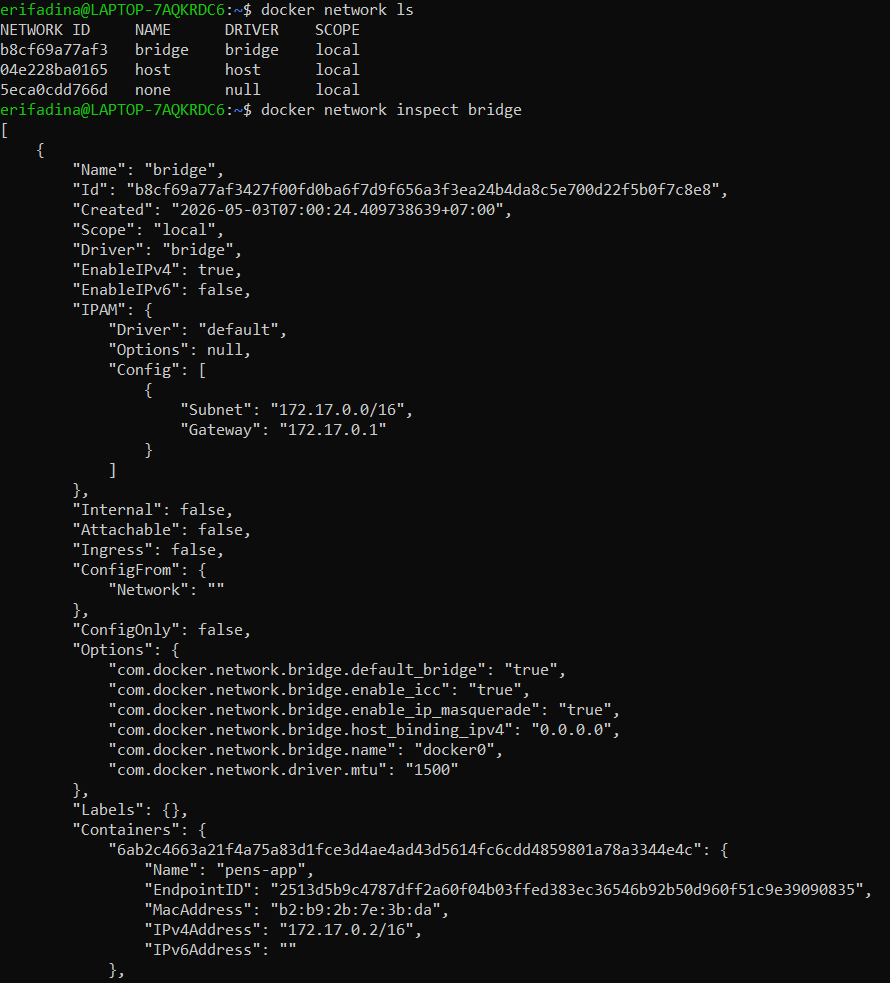 erifadina@LAPTOP-7AQKRDC6:~$ docker network ls
NETWORK ID     NAME      DRIVER    SCOPE
b8cf69a77af3   bridge    bridge    local
04e228ba0165   host      host      local
5eca0cdd766d   none      null      local
erifadina@LAPTOP-7AQKRDC6:~$ docker network inspect bridge
[
    {
        "Name": "bridge",
        "Id": "b8cf69a77af3427f00fd0ba6f7d9f656a3f3ea24b4da8c5e700d22f5b0f7c8e8",
        "Created": "2026-05-03T07:00:24.409738639+07:00",
        "Scope": "local",
        "Driver": "bridge",
        "EnableIPv4": true,
        "EnableIPv6": false,
        "IPAM": {
            "Driver": "default",
            "Options": null,
            "Config": [
                {
                    "Subnet": "172.17.0.0/16",
                    "Gateway": "172.17.0.1"
                }
            ]
        },
        "Internal": false,
        "Attachable": false,
        "Ingress": false,
        "ConfigFrom": {
            "Network": ""
        },
        "ConfigOnly": false,
        "Options": {
            "com.docker.network.bridge.default_bridge": "true",
            "com.docker.network.bridge.enable_icc": "true",
            "com.docker.network.bridge.enable_ip_masquerade": "true",
            "com.docker.network.bridge.host_binding_ipv4": "0.0.0.0",
            "com.docker.network.bridge.name": "docker0",
            "com.docker.network.driver.mtu": "1500"
        },
        "Labels": {},
        "Containers": {
            "6ab2c4663a21f4a75a83d1fce3d4ae4ad43d5614fc6cdd4859801a78a3344e4c": {
                "Name": "pens-app",
                "EndpointID": "2513d5b9c4787dff2a60f04b03ffed383ec36546b92b50d960f51c9e39090835",
                "MacAddress": "b2:b9:2b:7e:3b:da",
                "IPv4Address": "172.17.0.2/16",
                "IPv6Address": ""
            },